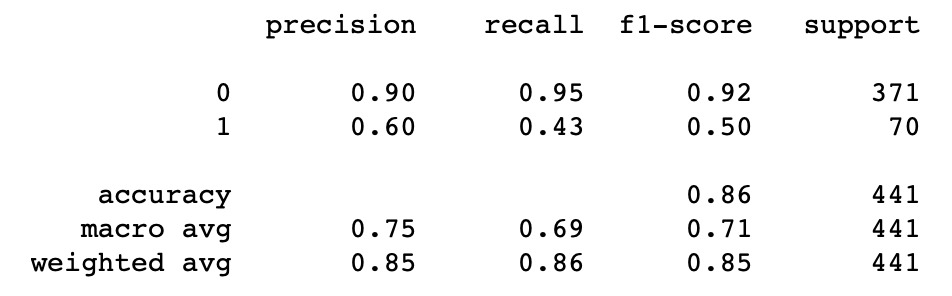 precision recall f1-score support
0 0.90 0.95 0.92 371
1 0.60 0.43 0.50 70
accuracy 0.86 441
macro avg 0.75 0.69 0.71 441
weighted avg 0.85 0.86 0.85 441